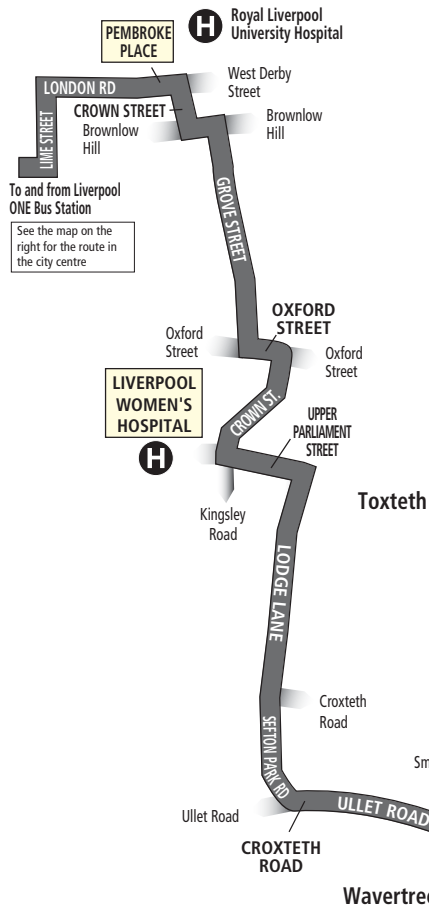 H
Royal Liverpool
University Hospital
PEMBROKE
PLACE
West Derby
Street
LONDON RD
CROWN STREET
Brownlow
Hill
Brownlow
Hill
LIME STREET
To and from Liverpool
ONE Bus Station
See the map on the
right for the route in
the city centre
GROVE STREET
OXFORD
STREET
Oxford
Street
Oxford
Street
LIVERPOOL
WOMEN'S
HOSPITAL
H
CROWN ST.
UPPER
PARLIAMENT
STREET
Kingsley
Road
Toxteth
LODGE LANE
Croxteth
Road
SEFTON PARK RD
Sm
Ullet Road
ULLET ROAD
CROXTETH
ROAD
Wavertree